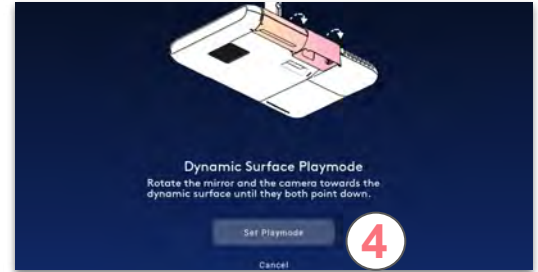 Dynamic Surface Playmode
Rotate the mirror and the camera towards the
dynamic surface until they both point down.
Set Playmode
4
Cancel